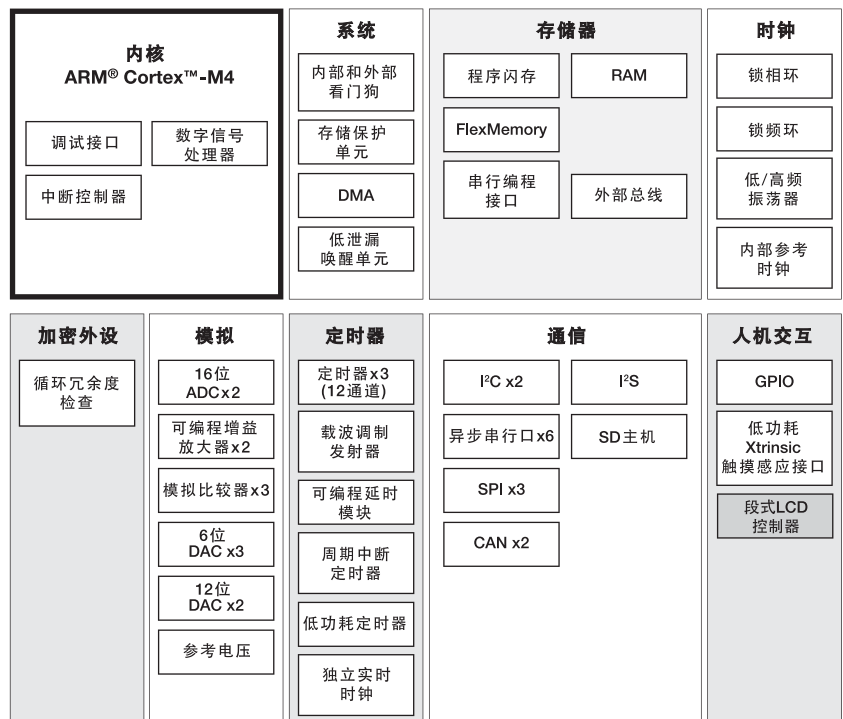 内核
ARM® Cortex™-M4
调试接口
数字信号
处理器
中断控制器
系统
内部和外部
看门狗
存储保护
单元
DMA
低泄漏
唤醒单元
存储器
程序闪存
RAM
FlexMemory
串行编程
接口
外部总线
时钟
锁相环
锁频环
低/高频
振荡器
内部参考
时钟
加密外设
循环冗余度
检查
模拟
16位
ADCx2
可编程增益
放大器x2
模拟比较器x3
6位
DAC x3
12位
DAC x2
参考电压
定时器
定时器x3
(12通道)
载波调制
发射器
可编程延时
模块
周期中断
定时器
低功耗定时器
独立实时
时钟
通信
I²C x2
I²S
异步串行口x6
SD主机
SPI x3
CAN x2
人机交互
GPIO
低功耗
Xtrinsic
触摸感应接口
段式LCD
控制器